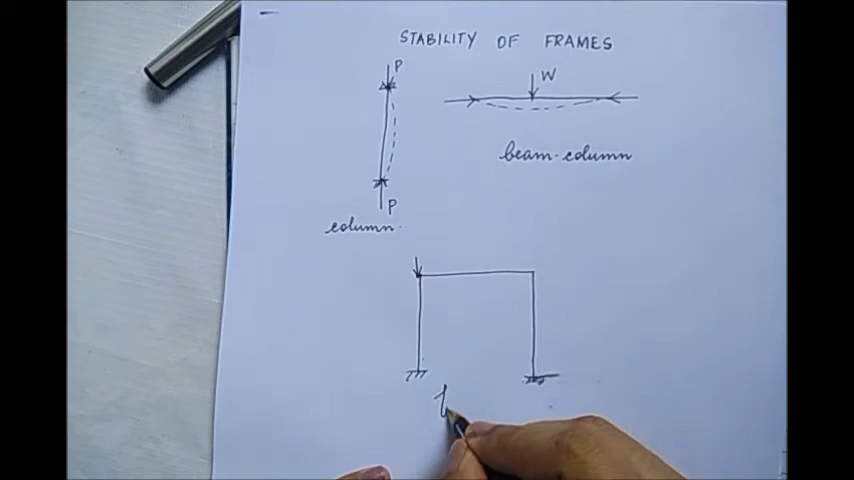 STABILITY OF FRAMES
P
W
beam-column
P
column.